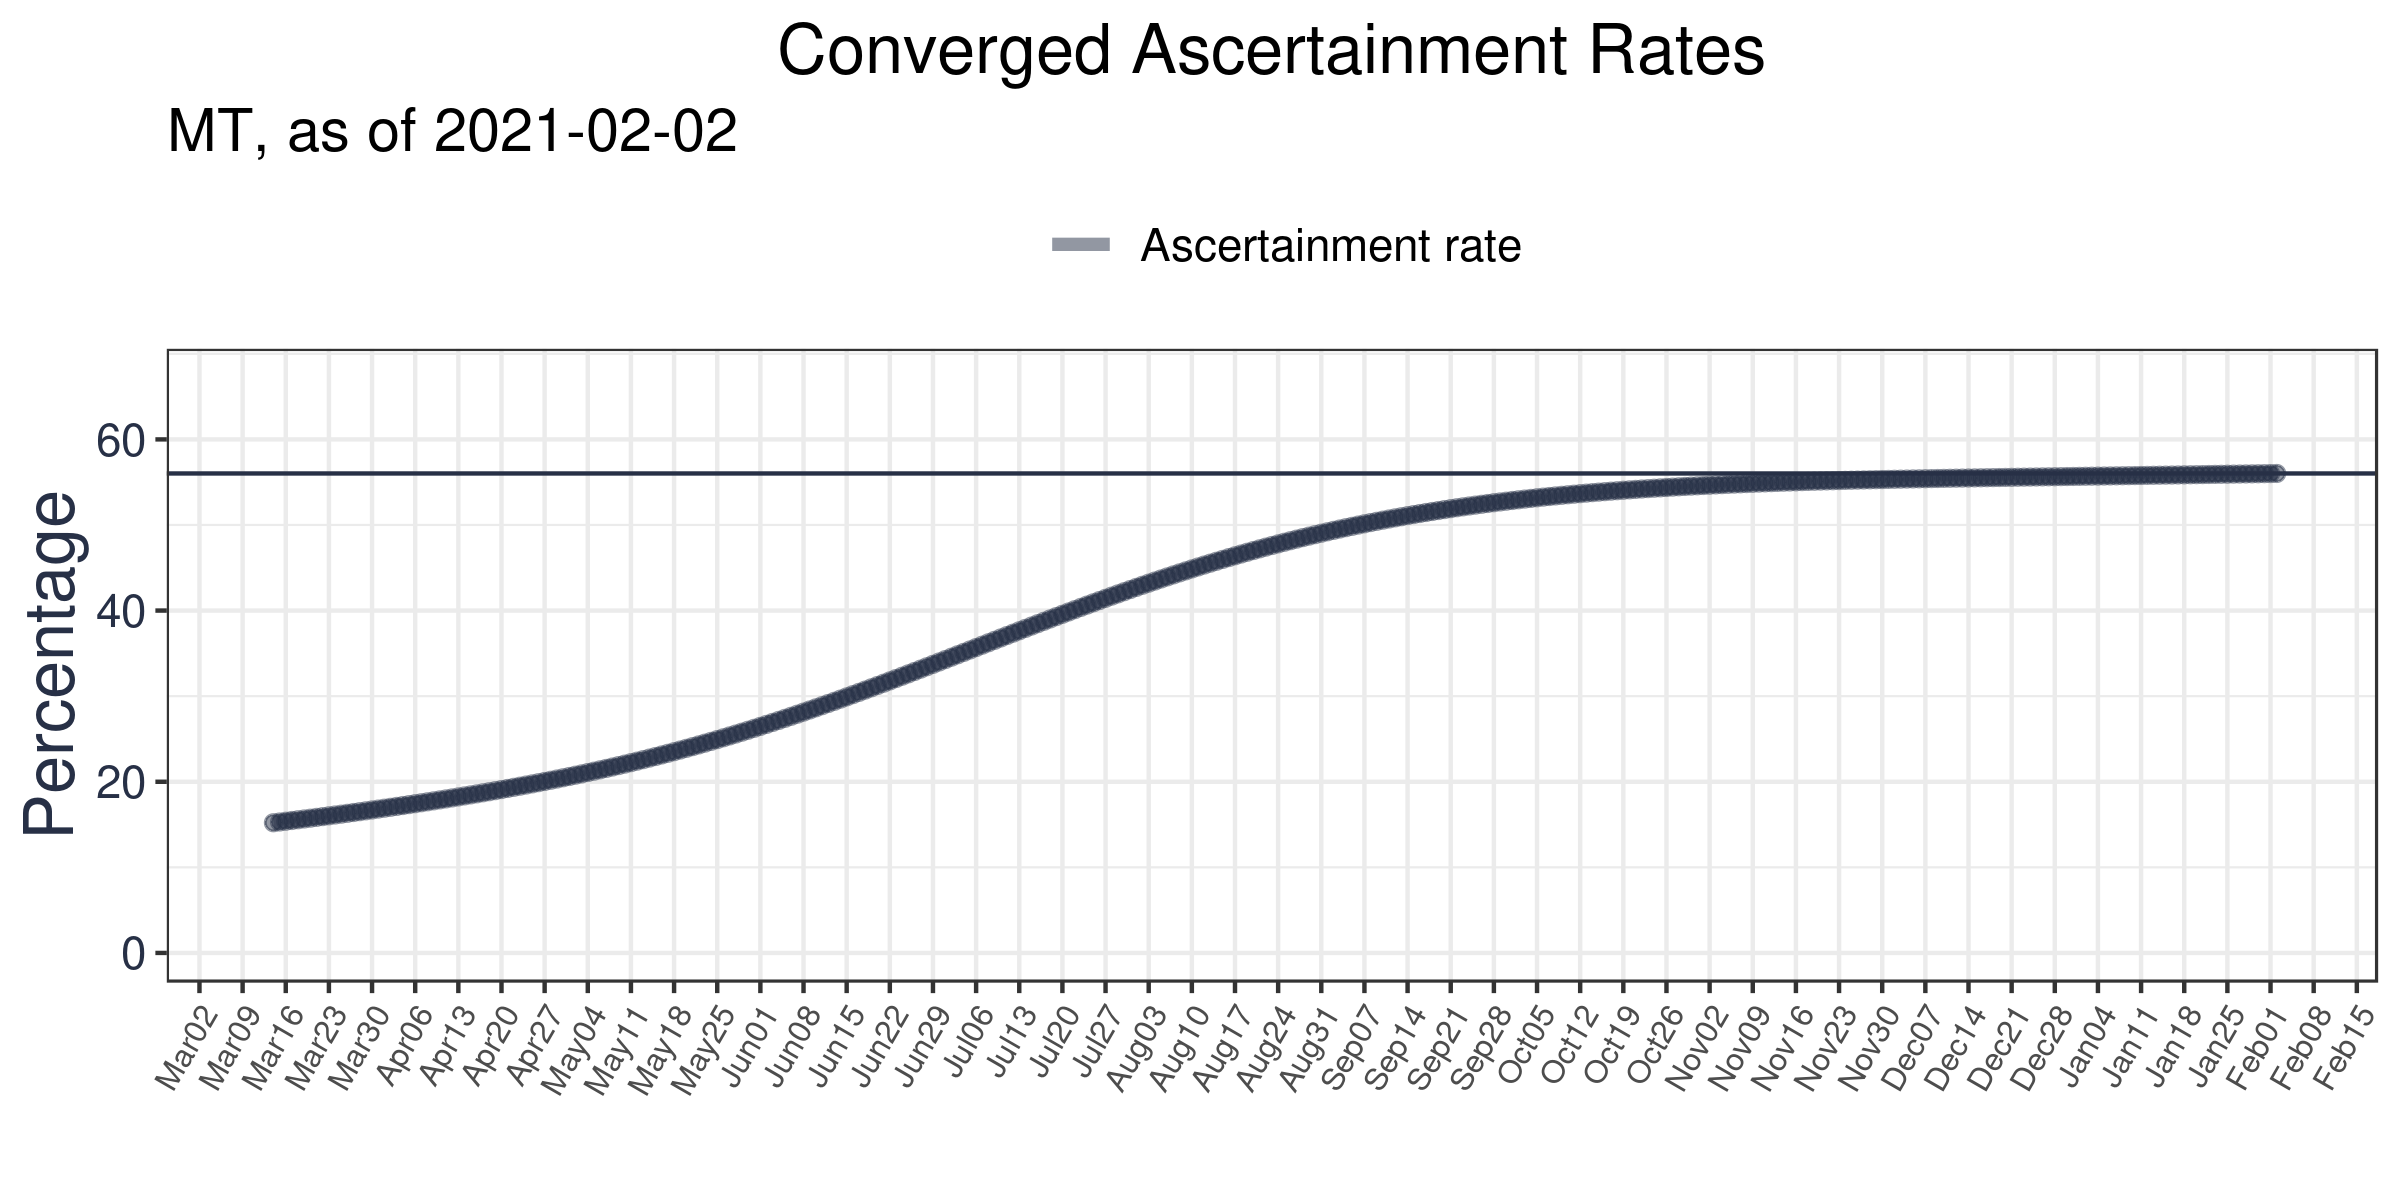 Converged Ascertainment Rates
MT, as of 2021-02-02
Ascertainment rate
Percentage
60
40
20
0
Mar02 Mar09 Mar16 Mar23 Mar30 Apr06 Apr13 Apr20 Apr27 May04 May11 May18 May25 Jun01 Jun08 Jun15 Jun22 Jun29 Jul06 Jul13 Jul20 Jul27 Aug03 Aug10 Aug17 Aug24 Aug31 Sep07 Sep14 Sep21 Sep28 Oct05 Oct12 Oct19 Oct26 Nov02 Nov09 Nov16 Nov23 Nov30 Dec07 Dec14 Dec21 Dec28 Jan04 Jan11 Jan18 Jan25 Feb01 Feb08 Feb15